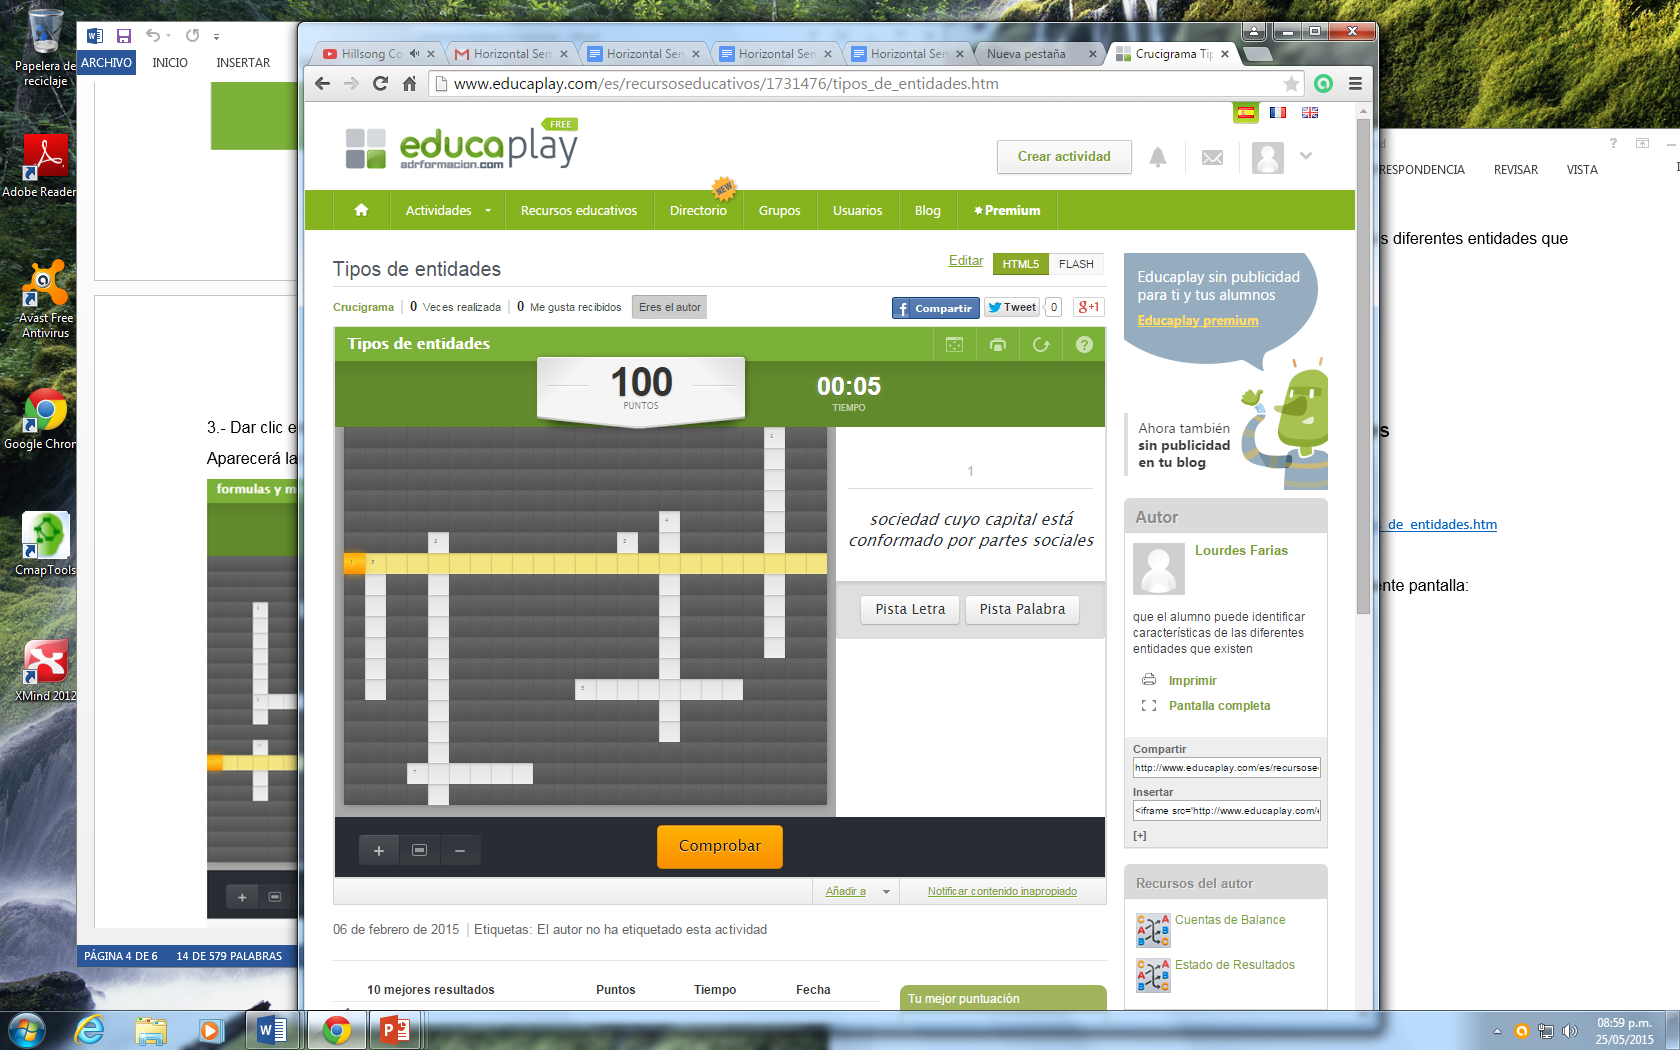 Papelera de
reciclaje
Adobe Reader
Avast Free
Antivirus
Google Chron
CmapTools
XMind 2012
ARCHIVO INICIO INSERTAR
3.- Dar clic e
Aparecerá la
formulas y m
PÁGINA 4 DE 6 14 DE 579 PALABRAS
Hillsong Co
Horizontal Sem
Horizontal Sem
Horizontal Sem
Horizontal Sem
Nueva pestaña
Crucigrama Tip
www.educaplay.com/es/recursoseducativos/1731476/tipos_de_entidades.htm
FREE
educaplay
adrformacion.com
Crear actividad
NEW
Actividades Recursos educativos Directorio Grupos Usuarios Blog Premium
Tipos de entidades
Editar HTML5 FLASH
Crucigrama 0 Veces realizada 0 Me gusta recibidos Eres el autor
Compartir Tweet 0 g+1
Tipos de entidades
100
PUNTOS
00:05
TIEMPO
1
sociedad cuyo capital está
conformado por partes sociales
Pista Letra Pista Palabra
Comprobar
Añadir a Notificar contenido inapropiado
06 de febrero de 2015 Etiquetas: El autor no ha etiquetado esta actividad
10 mejores resultados Puntos Tiempo Fecha
Tu mejor puntuación
Educaplay sin publicidad
para ti y tus alumnos
Educaplay premium
Ahora también
sin publicidad
en tu blog
Autor
Lourdes Farias
que el alumno puede identificar
características de las diferentes
entidades que existen
Imprimir
Pantalla completa
Compartir
http://www.educaplay.com/es/recursose
Insertar
<iframe src='http://www.educaplay.com/
[+]
Recursos del autor
Cuentas de Balance
Estado de Resultados
RESPONDENCIA REVISAR VISTA
s diferentes entidades que
s
_de_entidades.htm
nte pantalla:
08:59 p.m.
25/05/2015